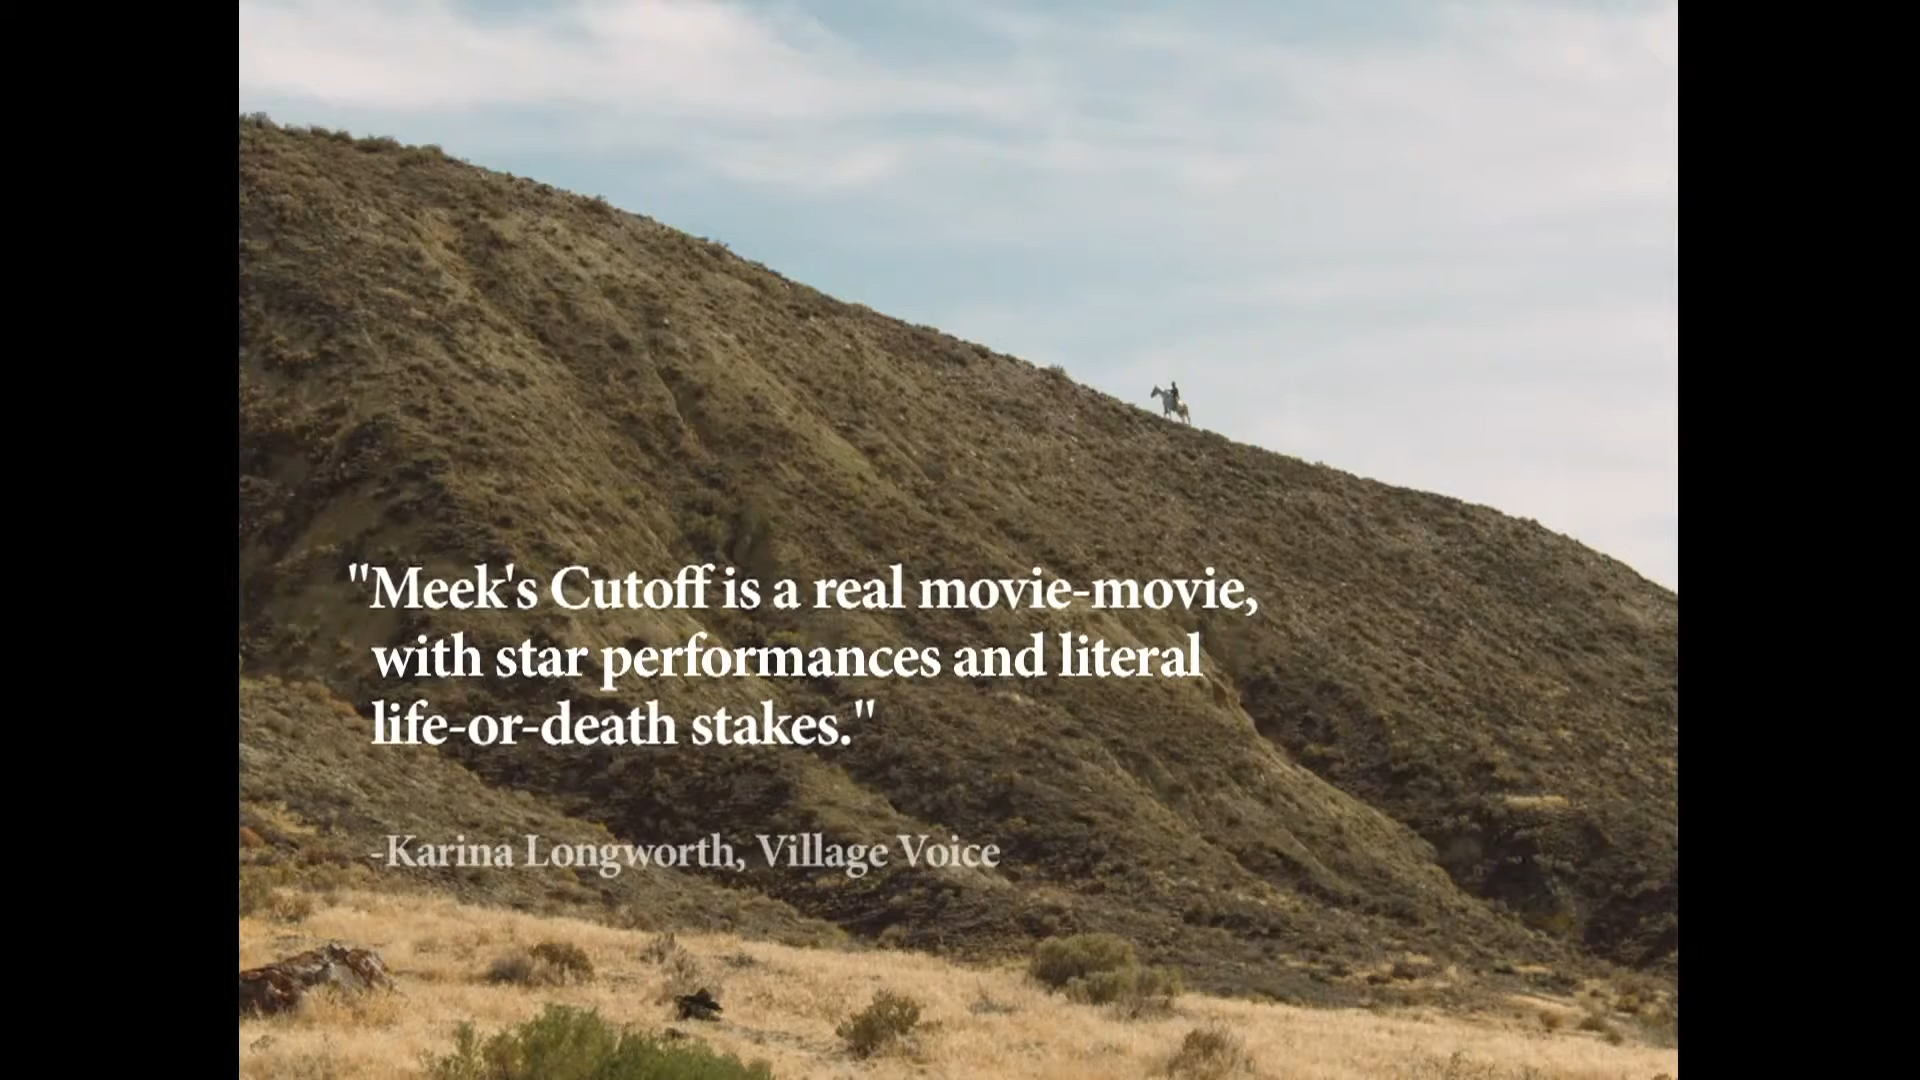 "Meek's Cutoff is a real movie-movie,
with star performances and literal
life-or-death stakes."
-Karina Longworth, Village Voice